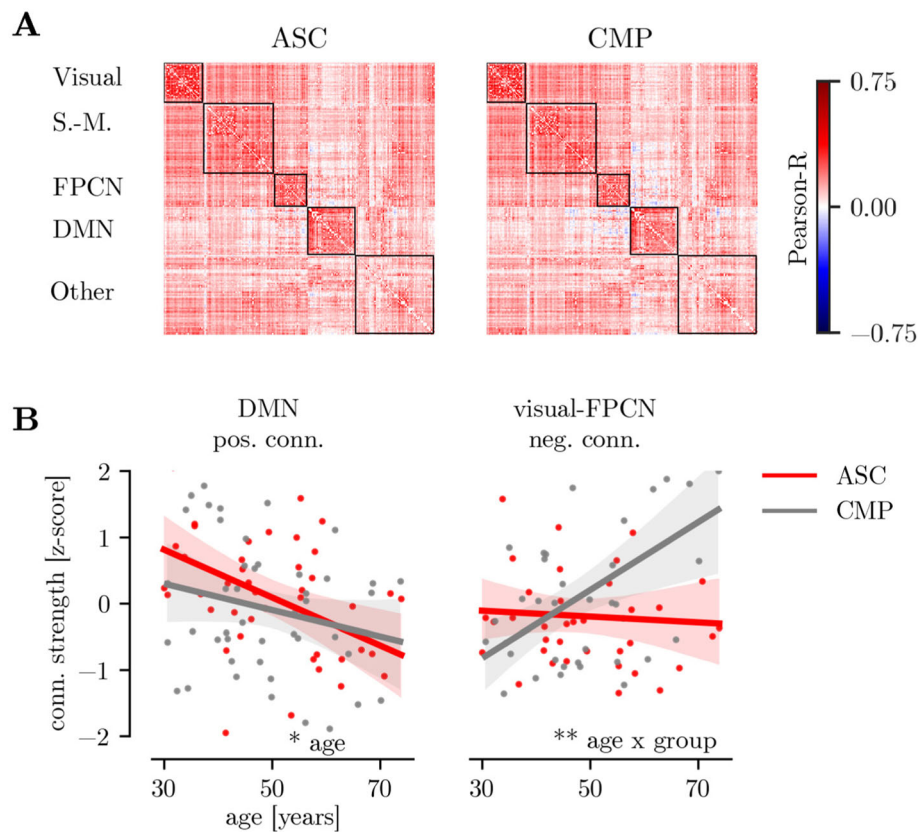 A
ASC
CMP
Visual
S.-M.
FPCN
DMN
Other
0.75
0.00
−0.75
Pearson-R
B
DMN
pos. conn.
visual-FPCN
neg. conn.
ASC
CMP
conn. strength [z-score]
2
1
0
−1
−2
* age
** age x group
30
50
70
30
50
70
age [years]